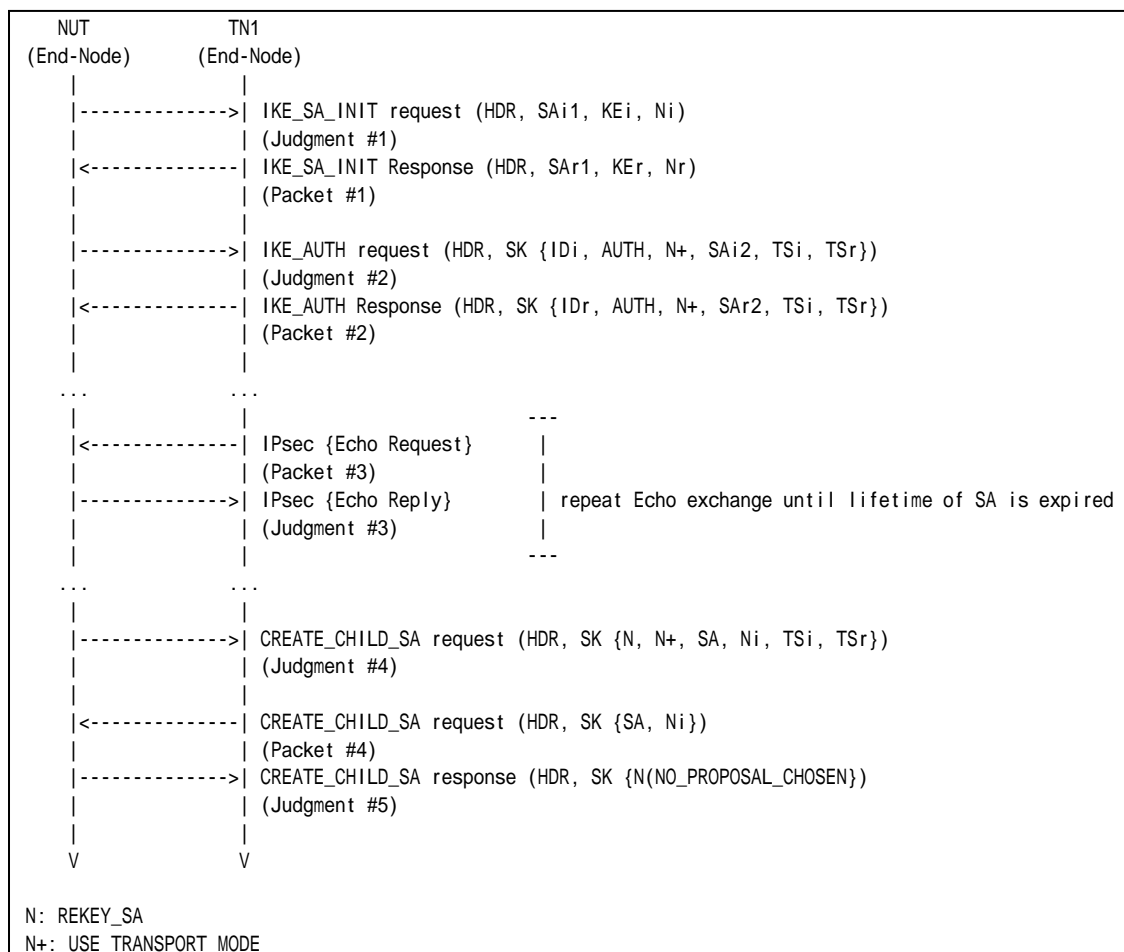 NUT TN1
(End-Node) (End-Node)
| |
|-------------->| IKE_SA_INIT request (HDR, SAi1, KEi, Ni)
| | (Judgment #1)
|<--------------| IKE_SA_INIT Response (HDR, SAr1, KEr, Nr)
| | (Packet #1)
| |
|-------------->| IKE_AUTH request (HDR, SK {IDi, AUTH, N+, SAi2, TSi, TSr})
| | (Judgment #2)
|<--------------| IKE_AUTH Response (HDR, SK {IDr, AUTH, N+, SAr2, TSi, TSr})
| | (Packet #2)
| |
... ...
| | ---
|<--------------| IPsec {Echo Request} |
| | (Packet #3) |
|-------------->| IPsec {Echo Reply} | repeat Echo exchange until lifetime of SA is expired
| | (Judgment #3) |
| | ---
... ...
| |
|-------------->| CREATE_CHILD_SA request (HDR, SK {N, N+, SA, Ni, TSi, TSr})
| | (Judgment #4)
| |
|<--------------| CREATE_CHILD_SA request (HDR, SK {SA, Ni})
| | (Packet #4)
|-------------->| CREATE_CHILD_SA response (HDR, SK {N(NO_PROPOSAL_CHOSEN})
| | (Judgment #5)
| |
V V
N: REKEY_SA
N+: USE_TRANSPORT_MODE